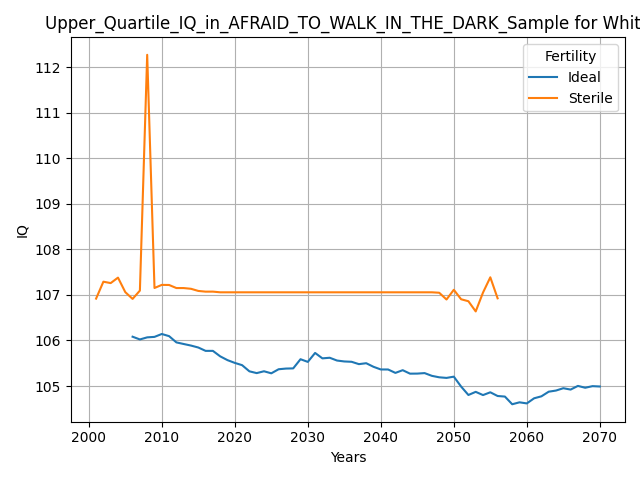 Upper_Quartile_IQ_in_AFRAID_TO_WALK_IN_THE_DARK_Sample for Whit
Fertility
Ideal
Sterile
IQ
112
111
110
109
108
107
106
105
2000 2010 2020 2030 2040 2050 2060 2070
Years